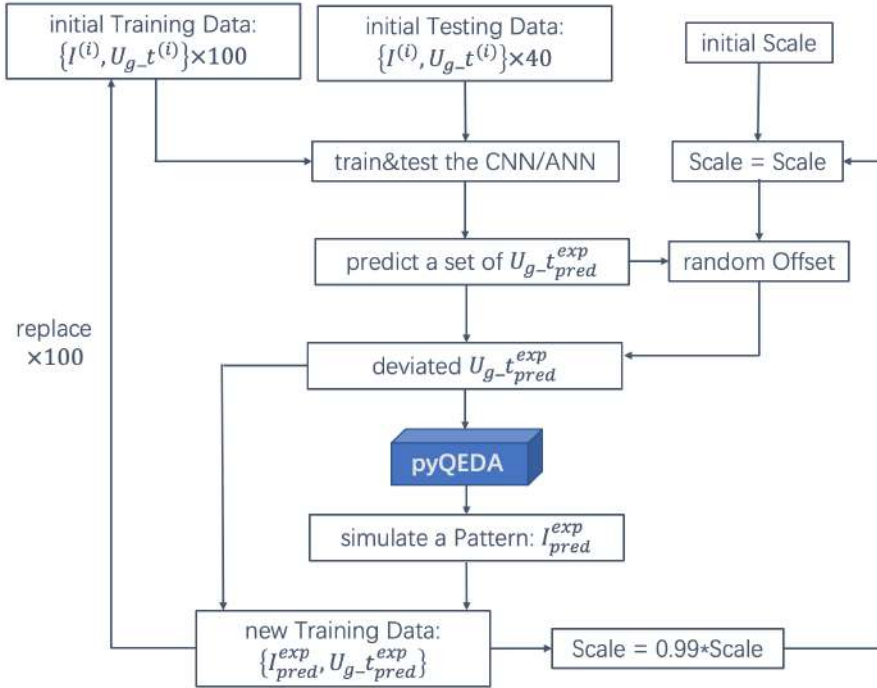 initial Training Data:
{I⁽ⁱ⁾, U_g_t⁽ⁱ⁾}×100
initial Testing Data:
{I⁽ⁱ⁾, U_g_t⁽ⁱ⁾}×40
initial Scale
train&test the CNN/ANN
Scale = Scale
predict a set of U_g_t_pred^exp
random Offset
replace
×100
deviated U_g_t_pred^exp
pyQEDA
simulate a Pattern: I_pred^exp
new Training Data:
{I_pred^exp, U_g_t_pred^exp}
Scale = 0.99*Scale